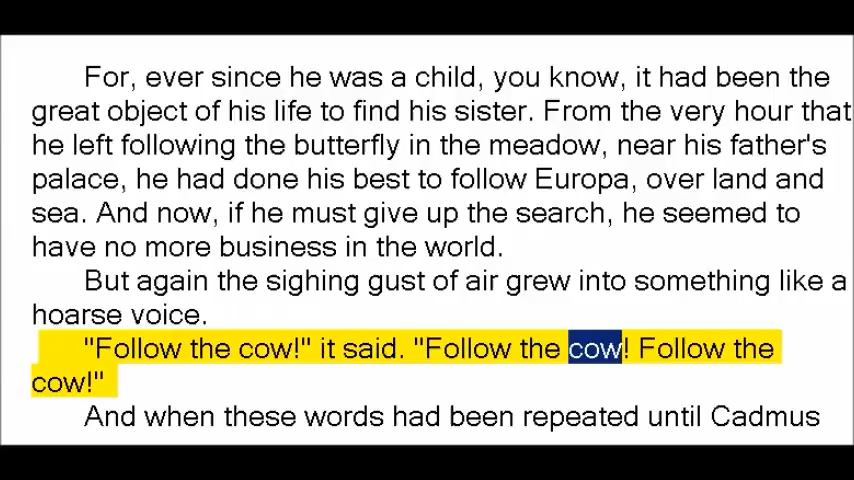 For, ever since he was a child, you know, it had been the
great object of his life to find his sister. From the very hour that
he left following the butterfly in the meadow, near his father's
palace, he had done his best to follow Europa, over land and
sea. And now, if he must give up the search, he seemed to
have no more business in the world.
But again the sighing gust of air grew into something like a
hoarse voice.
"Follow the cow!" it said. "Follow the cow! Follow the
cow!"
And when these words had been repeated until Cadmus